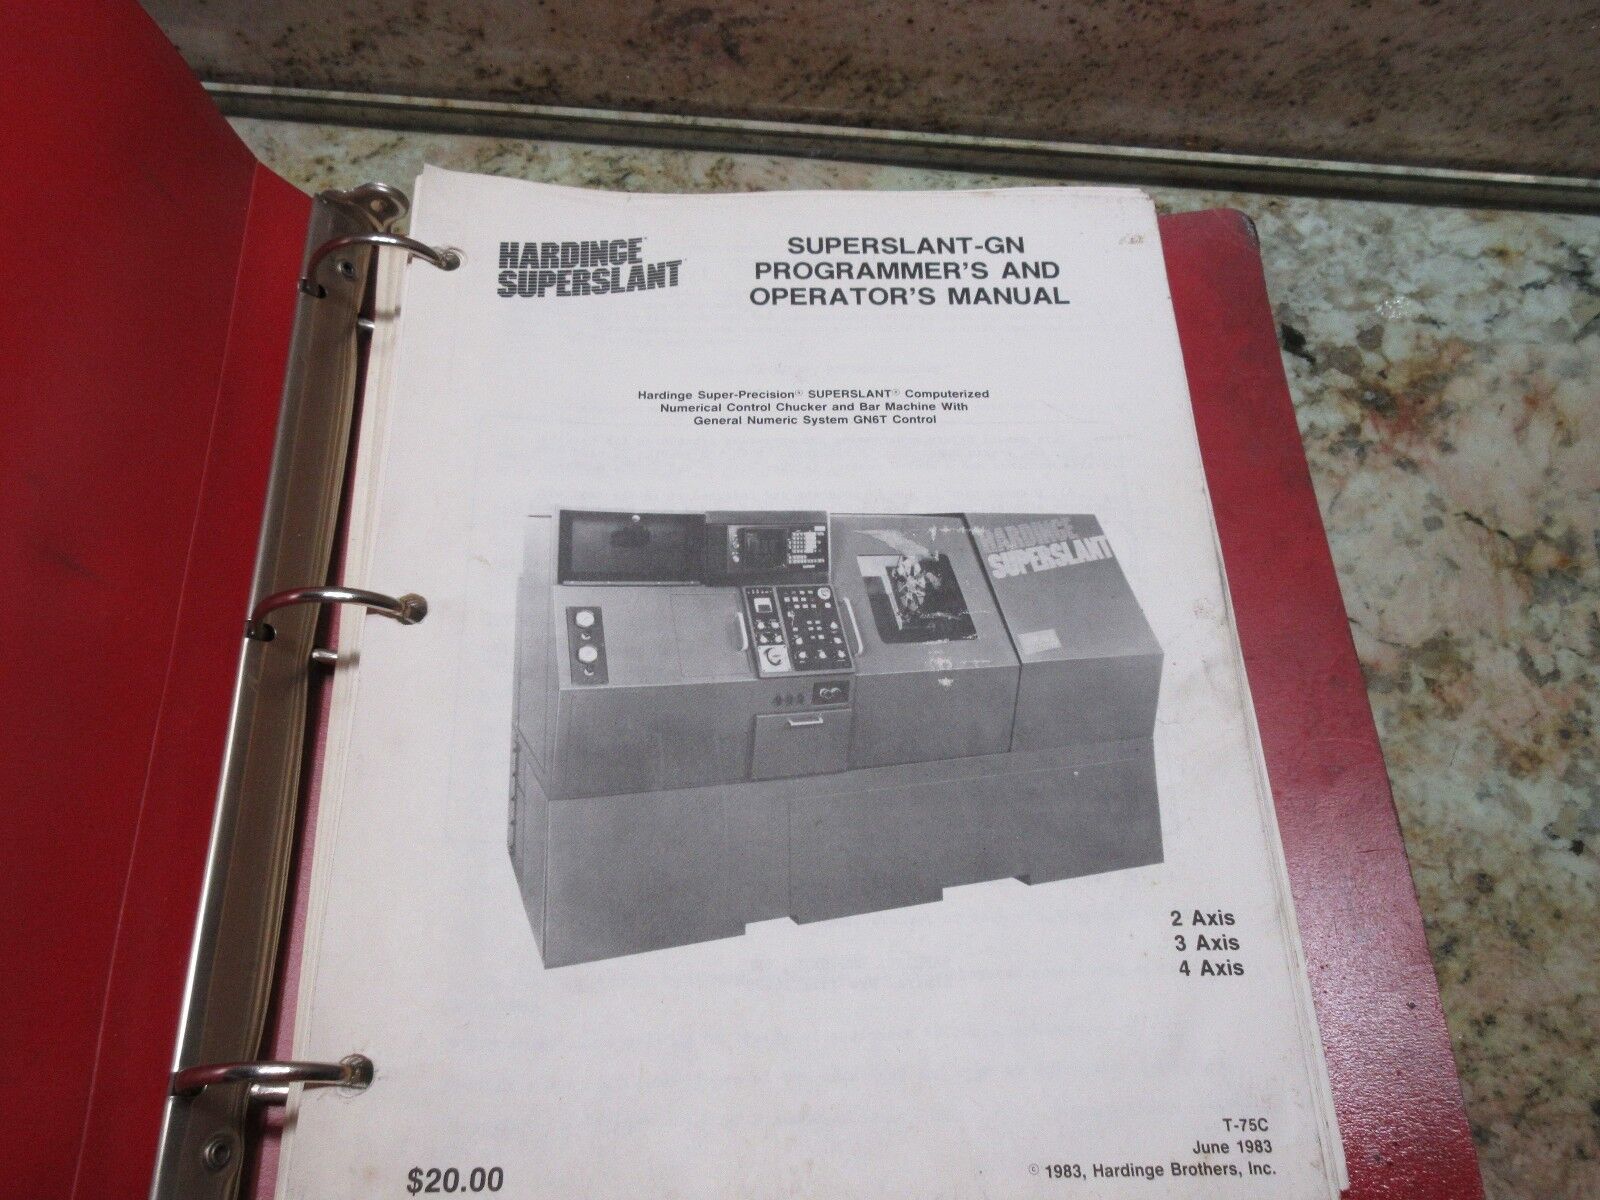 HARDINGE™
SUPERSLANT®
SUPERSLANT-GN
PROGRAMMER'S AND
OPERATOR'S MANUAL
Hardinge Super-Precision® SUPERSLANT® Computerized
Numerical Control Chucker and Bar Machine With
General Numeric System GN6T Control
HARDINGE
SUPERSLANT
2 Axis
3 Axis
4 Axis
T-75C
June 1983
© 1983, Hardinge Brothers, Inc.
$20.00